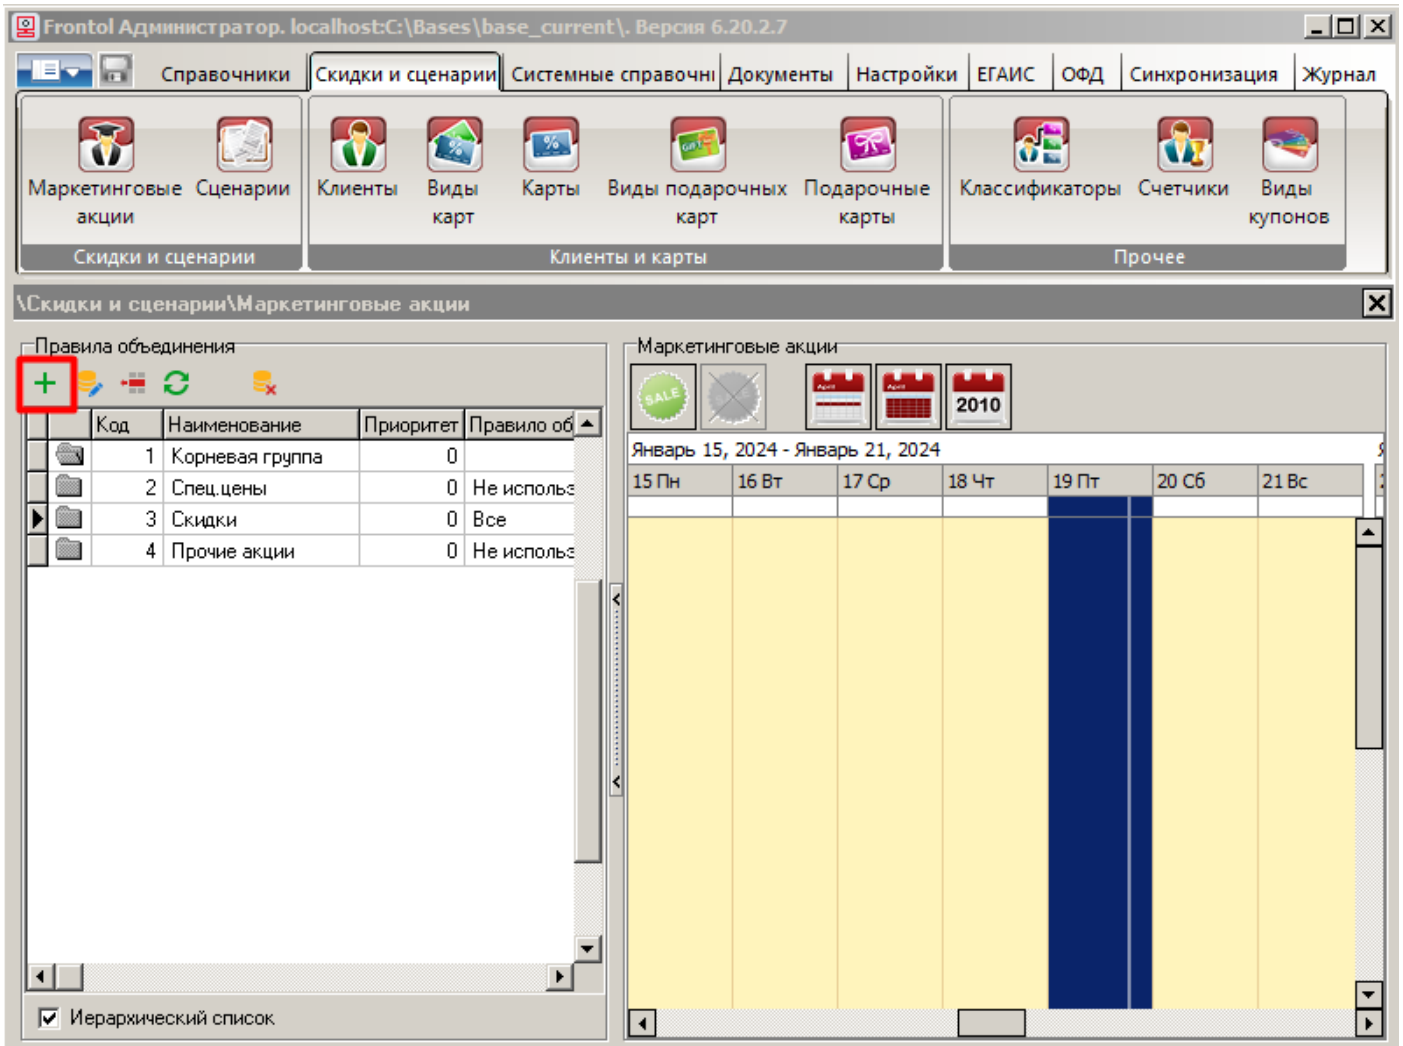 Frontol Администратор. localhost:C:\Bases\base_current\. Версия 6.20.2.7
Справочники Скидки и сценарии Системные справочн Документы Настройки ЕГАИС ОФД Синхронизация Журнал
Маркетинговые акции
Сценарии
Клиенты
Виды карт
Карты
Виды подарочных карт
Подарочные карты
Классификаторы
Счетчики
Виды купонов
Скидки и сценарии Клиенты и карты Прочее
\Скидки и сценарии\Маркетинговые акции
Правила объединения
Код Наименование Приоритет Правило об
1 Корневая группа 0
2 Спец.цены 0 Не использ
3 Скидки 0 Все
4 Прочие акции 0 Не использ
Иерархический список
Маркетинговые акции
SALE April April 2010
Январь 15, 2024 - Январь 21, 2024
15 Пн 16 Вт 17 Ср 18 Чт 19 Пт 20 Сб 21 Вс